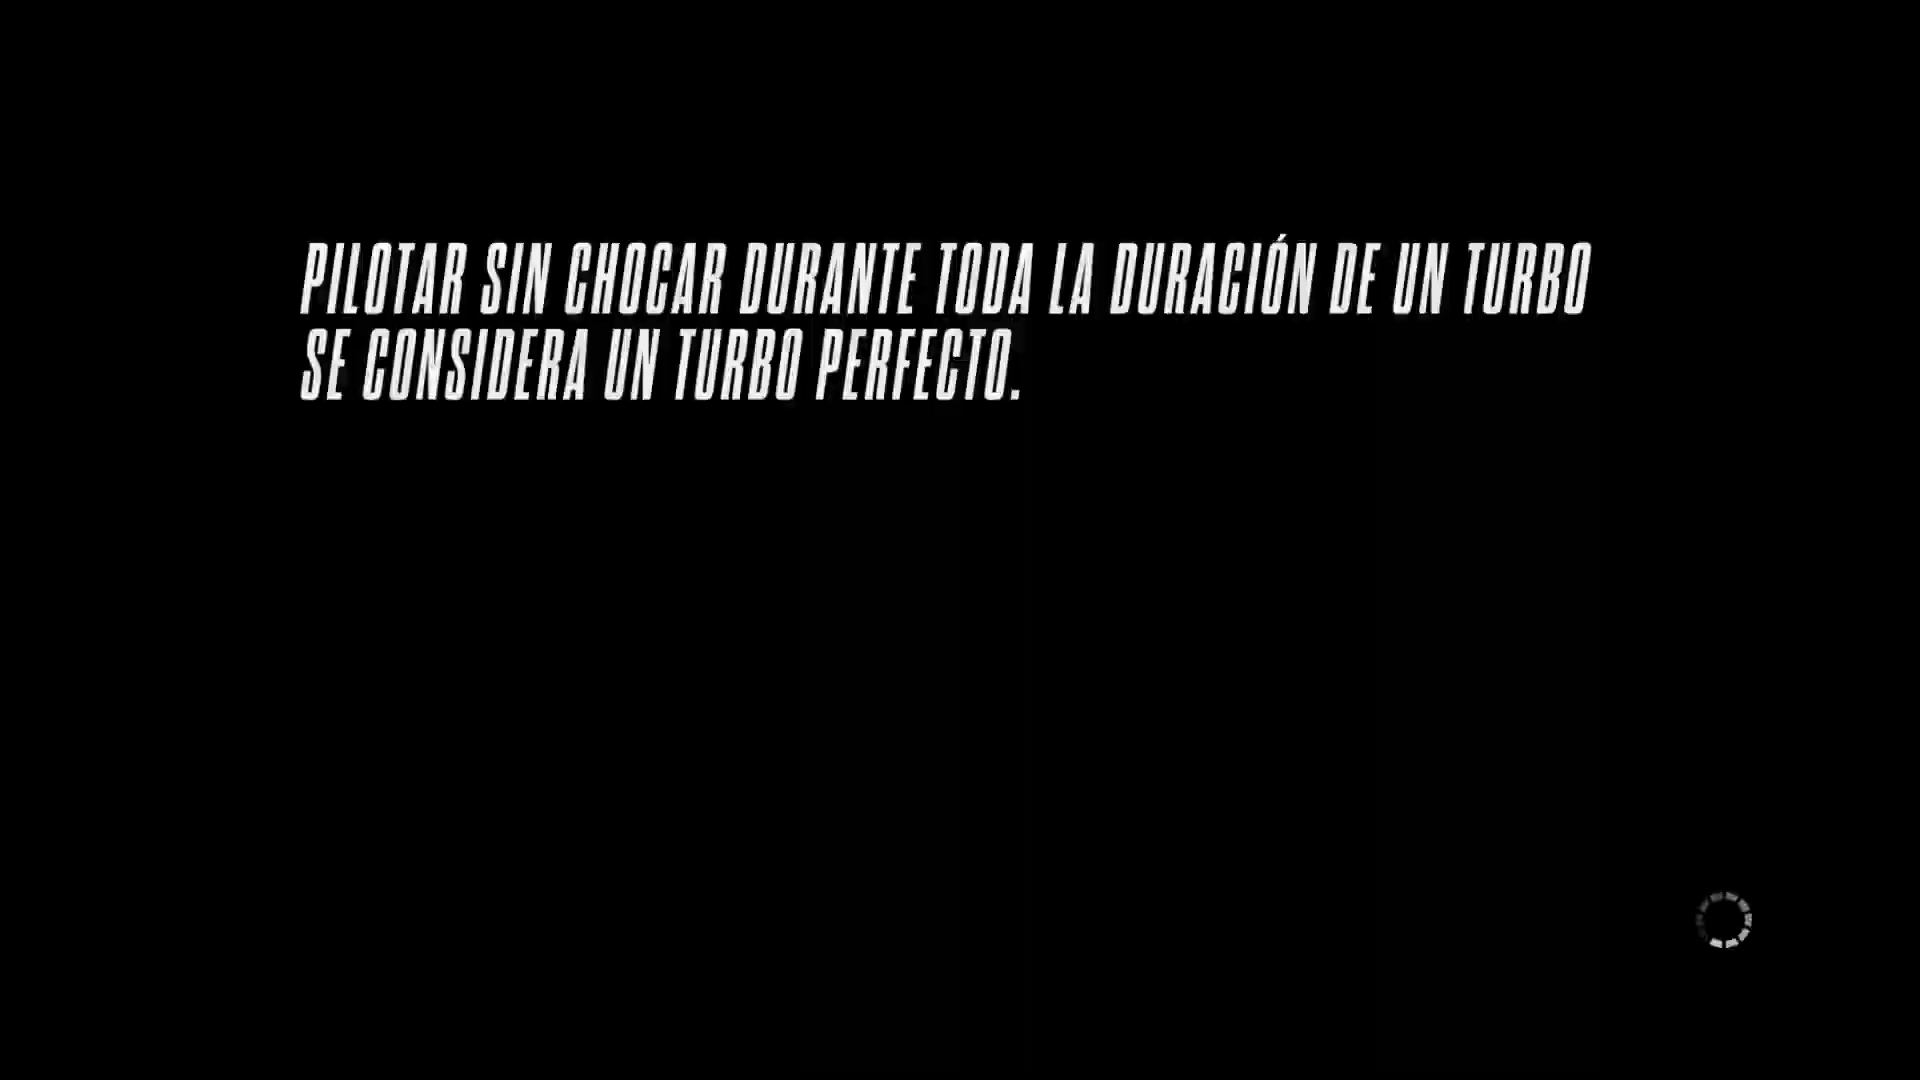 PILOTAR SIN CHOCAR DURANTE TODA LA DURACIÓN DE UN TURBO
SE CONSIDERA UN TURBO PERFECTO.